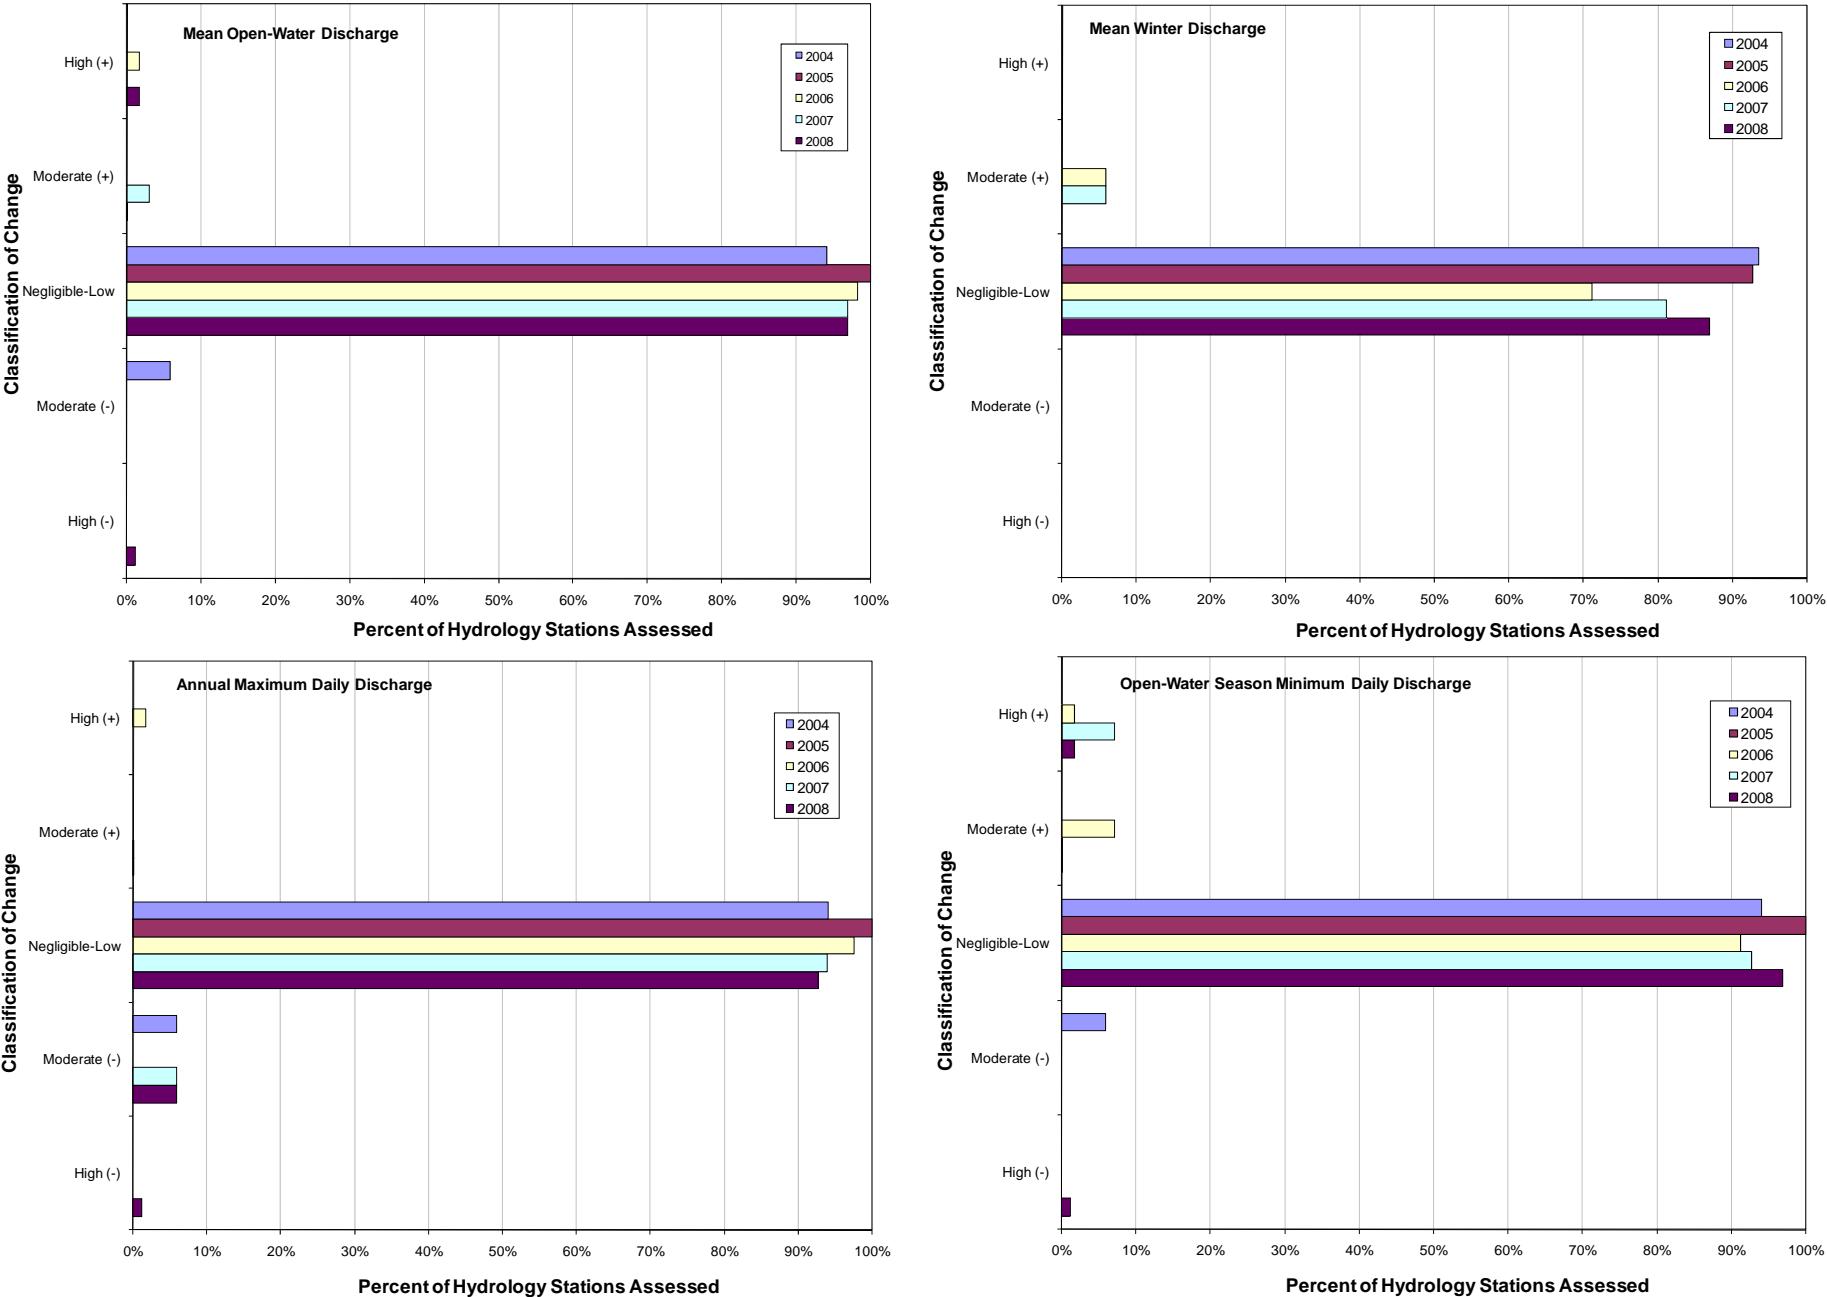 Mean Open-Water Discharge
2004
2005
2006
2007
2008
High (+)
Moderate (+)
Negligible-Low
Moderate (-)
High (-)
Classification of Change
0% 10% 20% 30% 40% 50% 60% 70% 80% 90% 100%
Percent of Hydrology Stations Assessed
Mean Winter Discharge
2004
2005
2006
2007
2008
High (+)
Moderate (+)
Negligible-Low
Moderate (-)
High (-)
Classification of Change
0% 10% 20% 30% 40% 50% 60% 70% 80% 90% 100%
Percent of Hydrology Stations Assessed
Annual Maximum Daily Discharge
2004
2005
2006
2007
2008
High (+)
Moderate (+)
Negligible-Low
Moderate (-)
High (-)
Classification of Change
0% 10% 20% 30% 40% 50% 60% 70% 80% 90% 100%
Percent of Hydrology Stations Assessed
Open-Water Season Minimum Daily Discharge
2004
2005
2006
2007
2008
High (+)
Moderate (+)
Negligible-Low
Moderate (-)
High (-)
Classification of Change
0% 10% 20% 30% 40% 50% 60% 70% 80% 90% 100%
Percent of Hydrology Stations Assessed